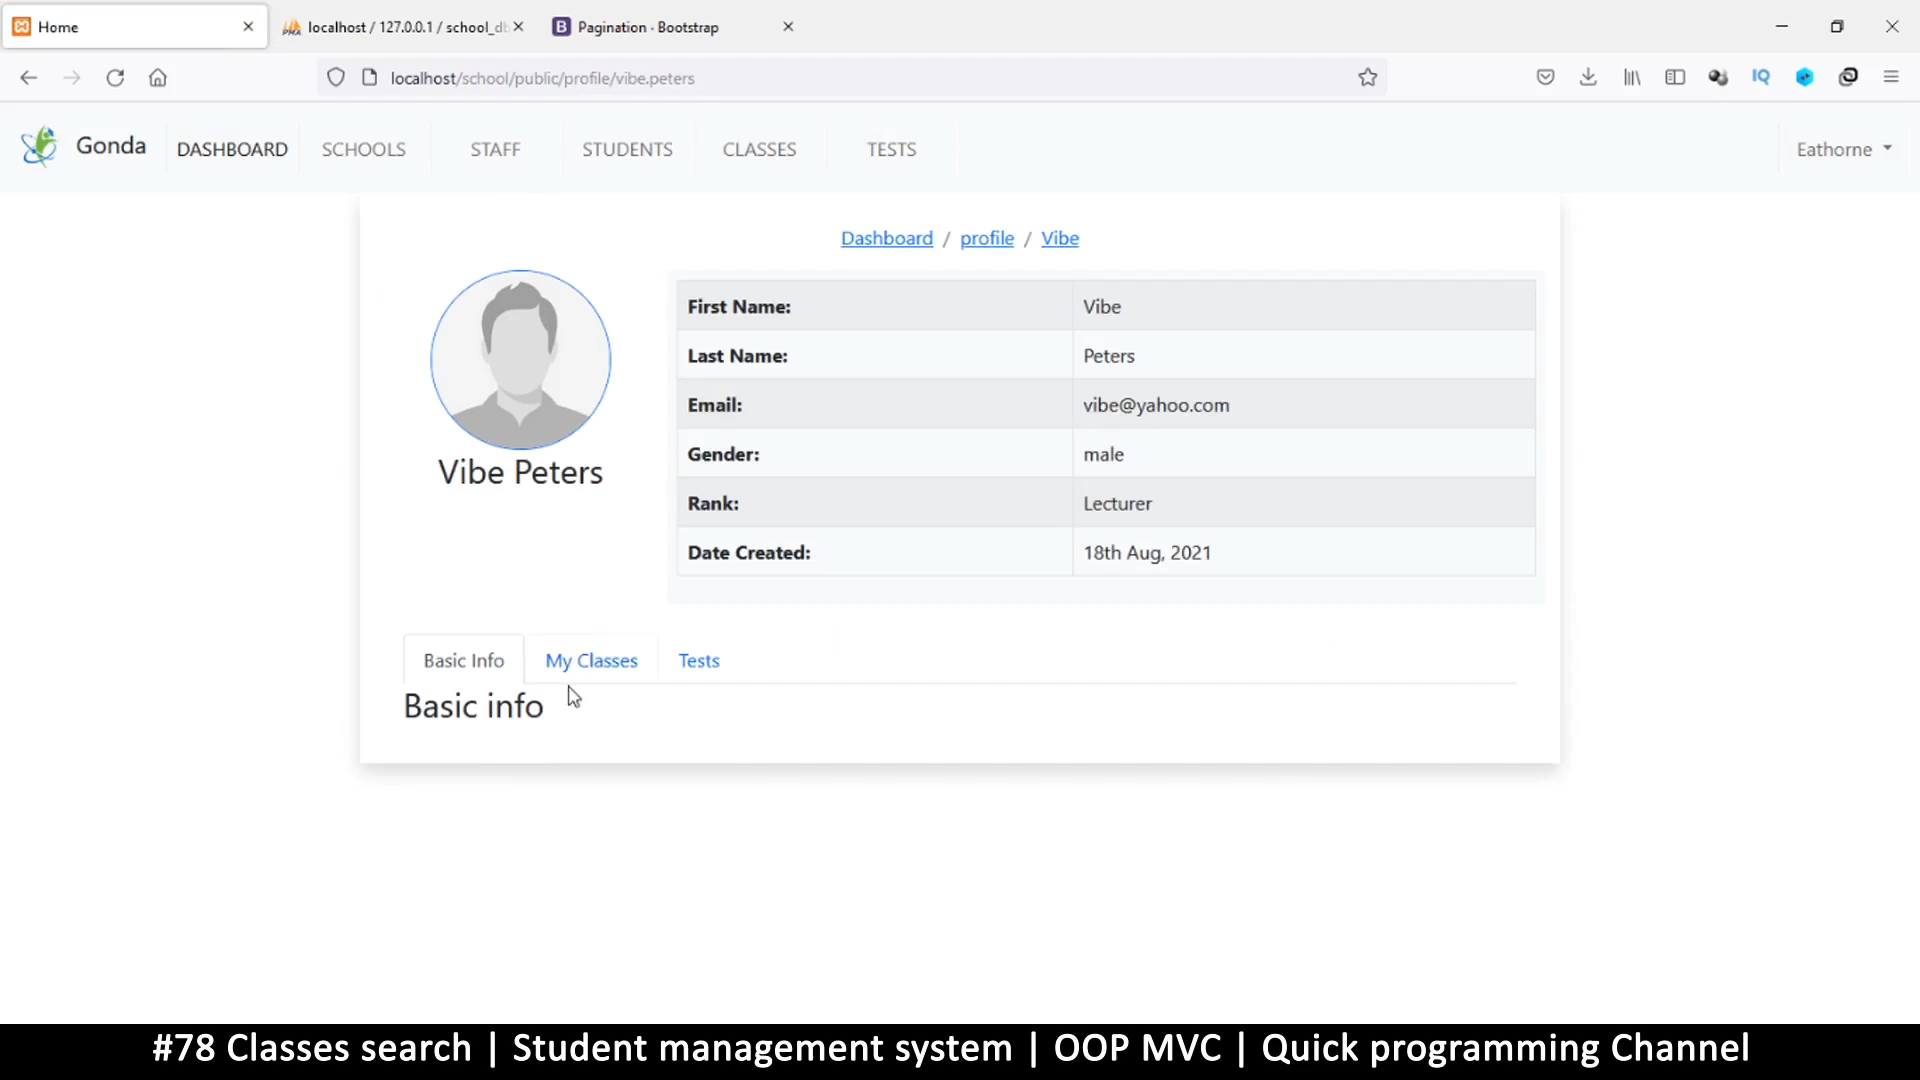 Home
localhost / 127.0.0.1 / school_db
Pagination · Bootstrap
localhost/school/public/profile/vibe.peters
IQ
Gonda
DASHBOARD
SCHOOLS
STAFF
STUDENTS
CLASSES
TESTS
Eathorne
Dashboard / profile / Vibe
Vibe Peters
First Name: Vibe
Last Name: Peters
Email: vibe@yahoo.com
Gender: male
Rank: Lecturer
Date Created: 18th Aug, 2021
Basic Info
My Classes
Tests
Basic info
#78 Classes search | Student management system | OOP MVC | Quick programming Channel